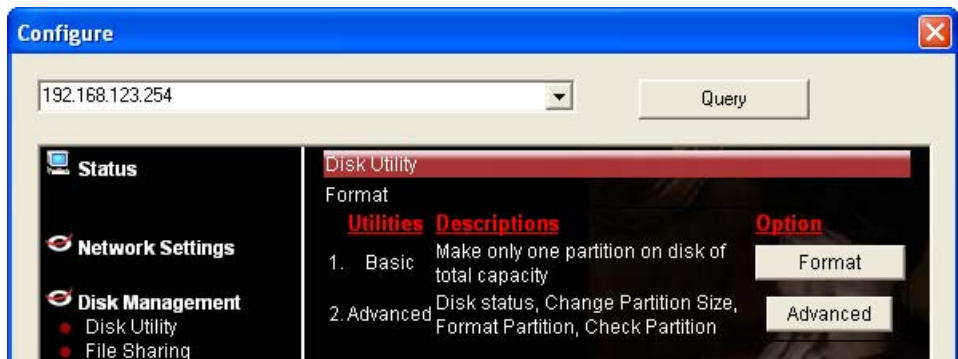 Configure
192.168.123.254
Query
Status
Network Settings
Disk Management
Disk Utility
File Sharing
Disk Utility
Format
Utilities Descriptions Option
1. Basic Make only one partition on disk of
total capacity
Format
2. Advanced Disk status, Change Partition Size,
Format Partition, Check Partition
Advanced